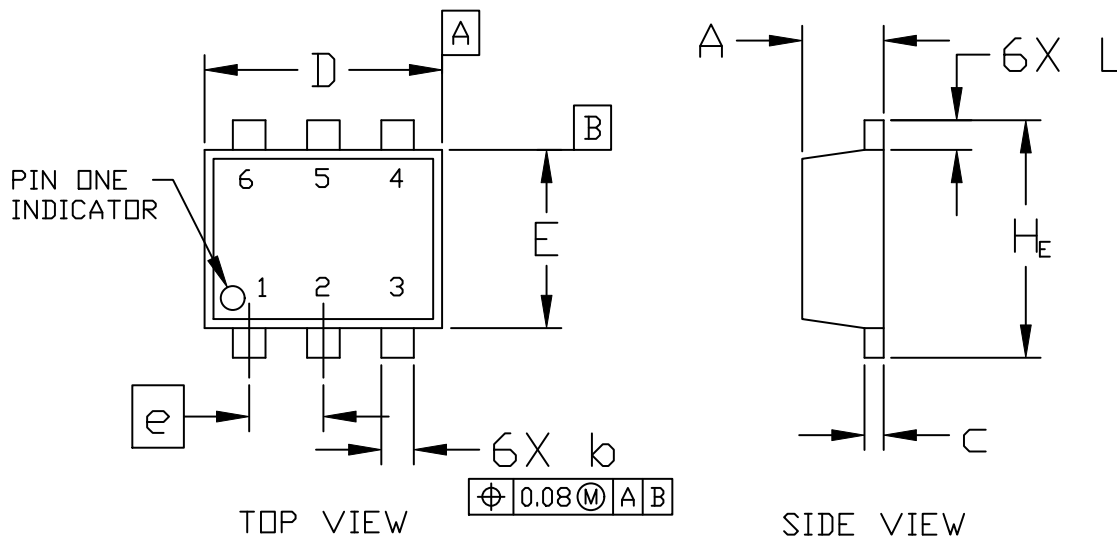 A
D
B
6 5 4
PIN ONE
INDICATOR
E
1 2 3
e
6X b
⌖ 0.08 Ⓜ A B
TOP VIEW
A
6X L
HE
c
SIDE VIEW